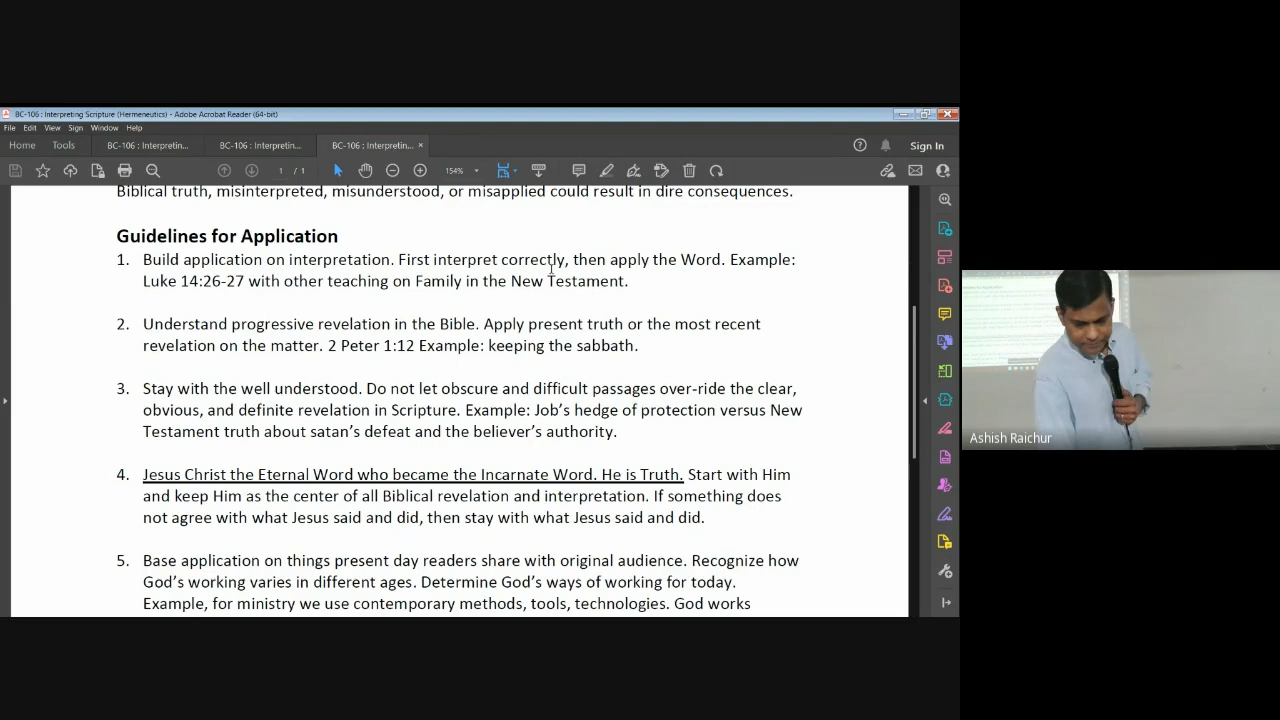 BC-106 : Interpreting Scripture (Hermeneutics) - Adobe Acrobat Reader (64-bit)
File Edit View Sign Window Help
Home Tools BC-106 : Interpretin... BC-106 : Interpretin... BC-106 : Interpretin... × Sign In
1 / 1 154%
Biblical truth, misinterpreted, misunderstood, or misapplied could result in dire consequences.
Guidelines for Application
1. Build application on interpretation. First interpret correctly, then apply the Word. Example:
Luke 14:26-27 with other teaching on Family in the New Testament.
2. Understand progressive revelation in the Bible. Apply present truth or the most recent
revelation on the matter. 2 Peter 1:12 Example: keeping the sabbath.
3. Stay with the well understood. Do not let obscure and difficult passages over-ride the clear,
obvious, and definite revelation in Scripture. Example: Job’s hedge of protection versus New
Testament truth about satan’s defeat and the believer’s authority.
4. Jesus Christ the Eternal Word who became the Incarnate Word. He is Truth. Start with Him
and keep Him as the center of all Biblical revelation and interpretation. If something does
not agree with what Jesus said and did, then stay with what Jesus said and did.
5. Base application on things present day readers share with original audience. Recognize how
God’s working varies in different ages. Determine God’s ways of working for today.
Example, for ministry we use contemporary methods, tools, technologies. God works
Ashish Raichur